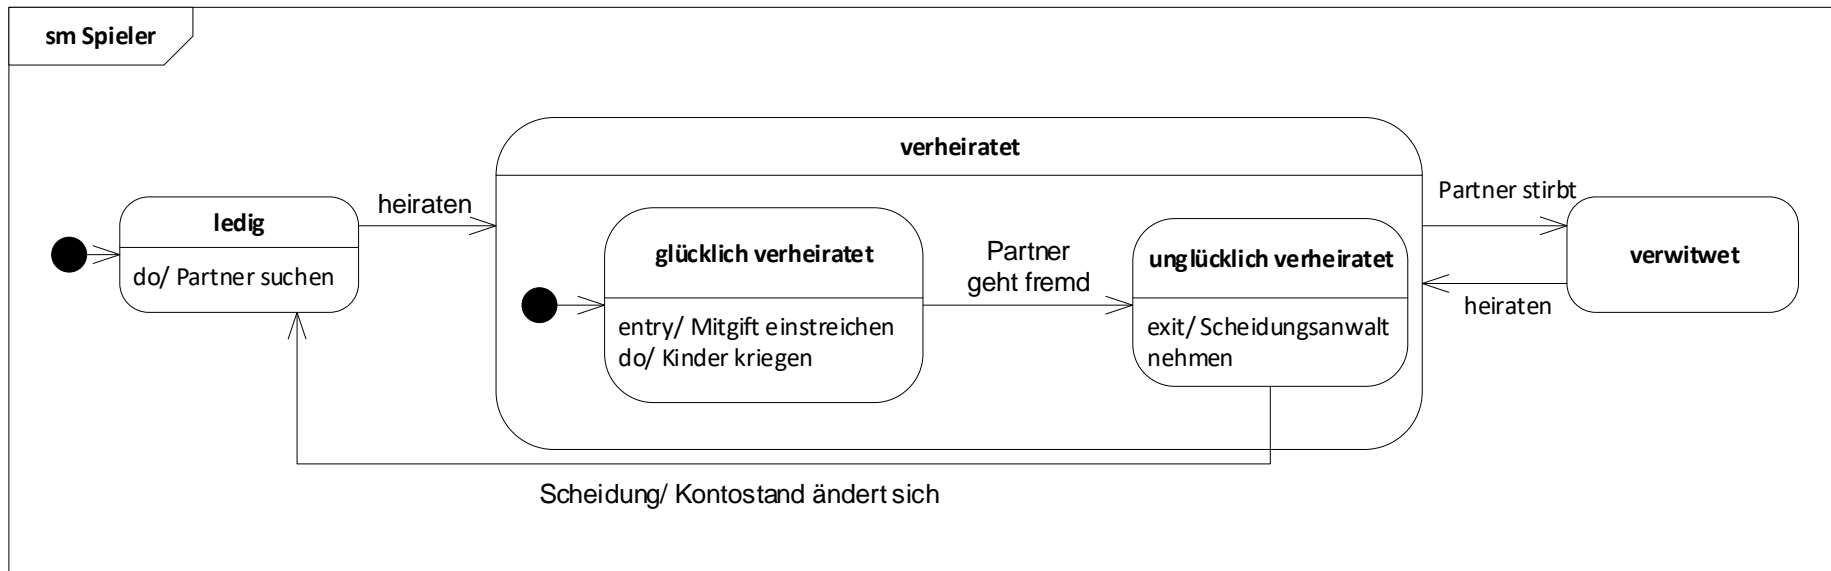 sm Spieler
verheiratet
ledig
do/ Partner suchen
heiraten
glücklich verheiratet
entry/ Mitgift einstreichen
do/ Kinder kriegen
Partner
geht fremd
unglücklich verheiratet
exit/ Scheidungsanwalt
nehmen
Partner stirbt
verwitwet
heiraten
Scheidung/ Kontostand ändert sich